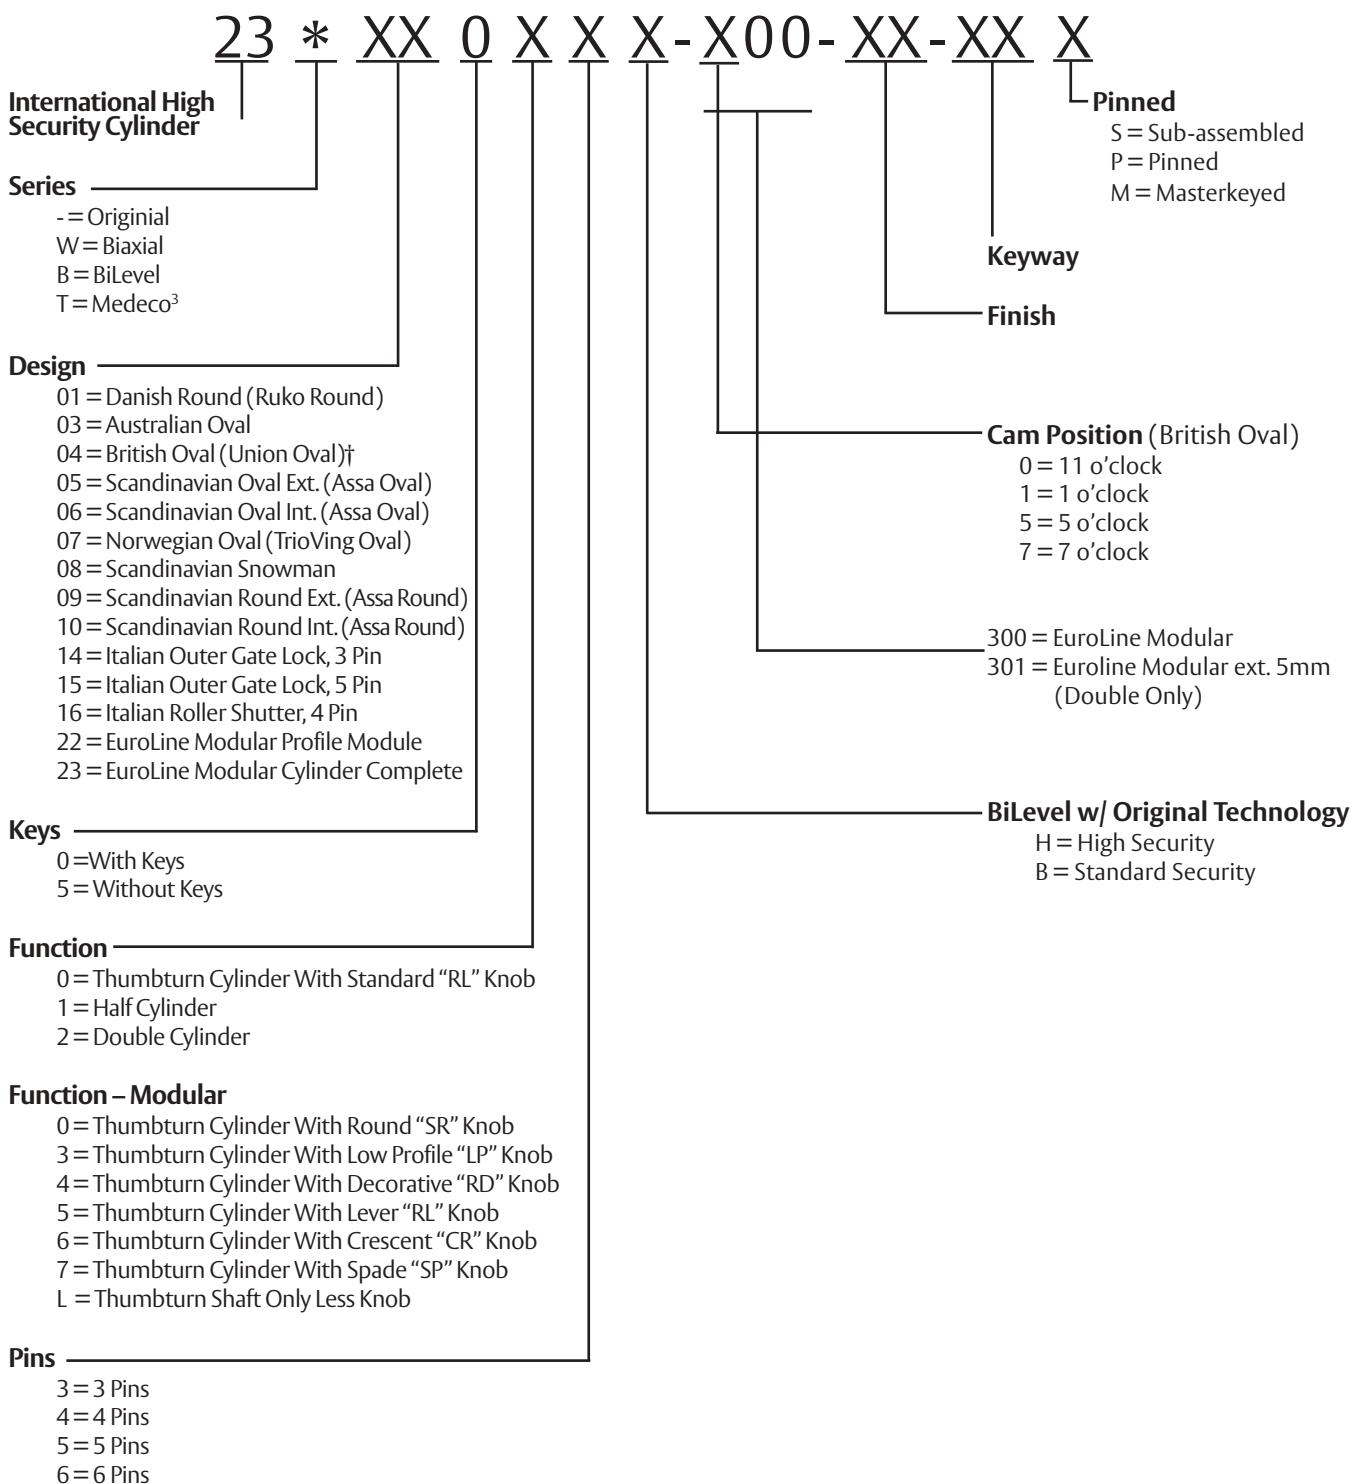 23 * XX 0 X X X-X00-XX-XX X
International High
Security Cylinder
Series
- = Originial
W = Biaxial
B = BiLevel
T = Medeco³
Design
01 = Danish Round (Ruko Round)
03 = Australian Oval
04 = British Oval (Union Oval)†
05 = Scandinavian Oval Ext. (Assa Oval)
06 = Scandinavian Oval Int. (Assa Oval)
07 = Norwegian Oval (TrioVing Oval)
08 = Scandinavian Snowman
09 = Scandinavian Round Ext. (Assa Round)
10 = Scandinavian Round Int. (Assa Round)
14 = Italian Outer Gate Lock, 3 Pin
15 = Italian Outer Gate Lock, 5 Pin
16 = Italian Roller Shutter, 4 Pin
22 = EuroLine Modular Profile Module
23 = EuroLine Modular Cylinder Complete
Keys
0 =With Keys
5 = Without Keys
Function
0 = Thumbturn Cylinder With Standard “RL” Knob
1 = Half Cylinder
2 = Double Cylinder
Function – Modular
0 = Thumbturn Cylinder With Round “SR” Knob
3 = Thumbturn Cylinder With Low Profile “LP” Knob
4 = Thumbturn Cylinder With Decorative “RD” Knob
5 = Thumbturn Cylinder With Lever “RL” Knob
6 = Thumbturn Cylinder With Crescent “CR” Knob
7 = Thumbturn Cylinder With Spade “SP” Knob
L = Thumbturn Shaft Only Less Knob
Pins
3 = 3 Pins
4 = 4 Pins
5 = 5 Pins
6 = 6 Pins
Pinned
S = Sub-assembled
P = Pinned
M = Masterkeyed
Keyway
Finish
Cam Position (British Oval)
0 = 11 o’clock
1 = 1 o’clock
5 = 5 o’clock
7 = 7 o’clock
300 = EuroLine Modular
301 = Euroline Modular ext. 5mm
(Double Only)
BiLevel w/ Original Technology
H = High Security
B = Standard Security